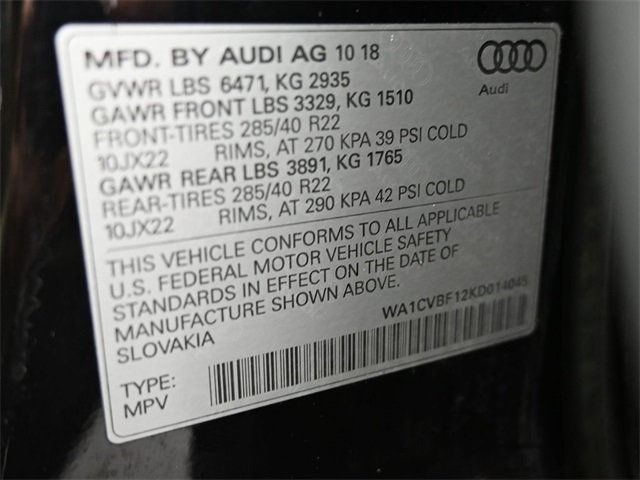 MFD. BY AUDI AG 10 18
GVWR LBS 6471, KG 2935
GAWR FRONT LBS 3329, KG 1510
FRONT-TIRES 285/40 R22
10JX22 RIMS, AT 270 KPA 39 PSI COLD
GAWR REAR LBS 3891, KG 1765
REAR-TIRES 285/40 R22
10JX22 RIMS, AT 290 KPA 42 PSI COLD
Audi
THIS VEHICLE CONFORMS TO ALL APPLICABLE
U.S. FEDERAL MOTOR VEHICLE SAFETY
STANDARDS IN EFFECT ON THE DATE OF
MANUFACTURE SHOWN ABOVE.
SLOVAKIA
WA1CVBF12KD014045
TYPE:
MPV